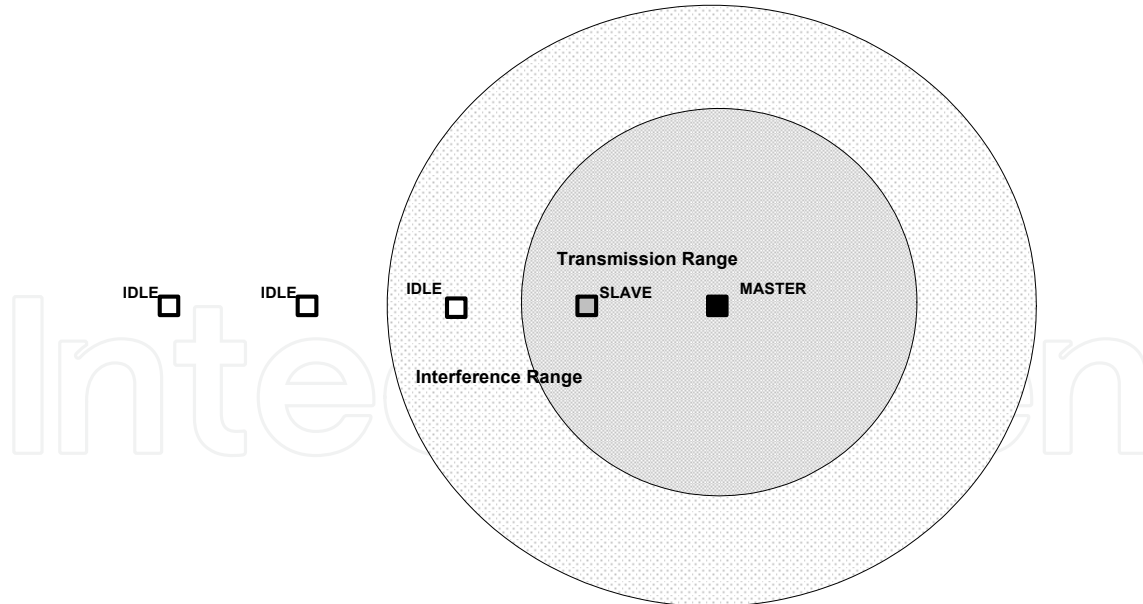 Transmission Range
IDLE
IDLE
IDLE
SLAVE
MASTER
Interference Range